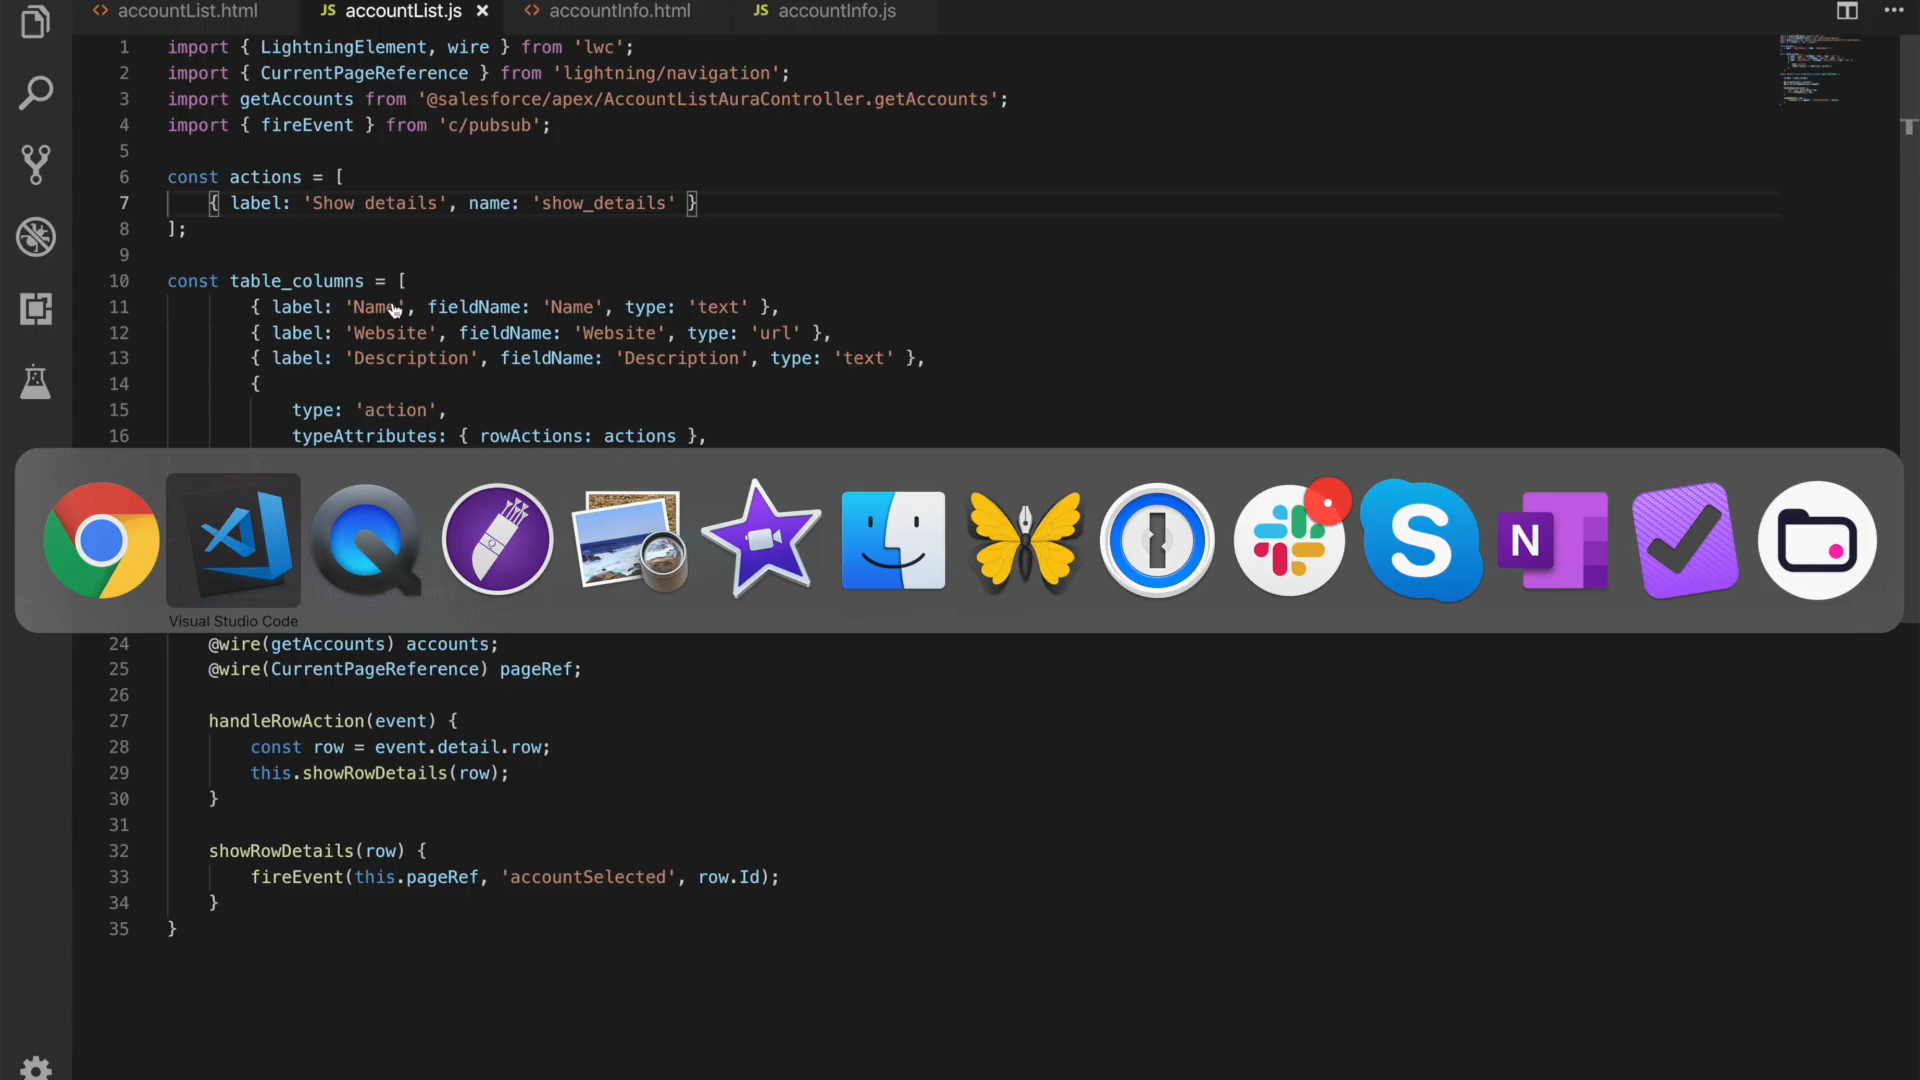 accountList.html
JS accountList.js
accountInfo.html
JS accountInfo.js
1 import { LightningElement, wire } from 'lwc';
2 import { CurrentPageReference } from 'lightning/navigation';
3 import getAccounts from '@salesforce/apex/AccountListAuraController.getAccounts';
4 import { fireEvent } from 'c/pubsub';
5
6 const actions = [
7 { label: 'Show details', name: 'show_details' }
8 ];
9
10 const table_columns = [
11 { label: 'Name', fieldName: 'Name', type: 'text' },
12 { label: 'Website', fieldName: 'Website', type: 'url' },
13 { label: 'Description', fieldName: 'Description', type: 'text' },
14 {
15 type: 'action',
16 typeAttributes: { rowActions: actions },
S
N
Visual Studio Code
24 @wire(getAccounts) accounts;
25 @wire(CurrentPageReference) pageRef;
26
27 handleRowAction(event) {
28 const row = event.detail.row;
29 this.showRowDetails(row);
30 }
31
32 showRowDetails(row) {
33 fireEvent(this.pageRef, 'accountSelected', row.Id);
34 }
35 }